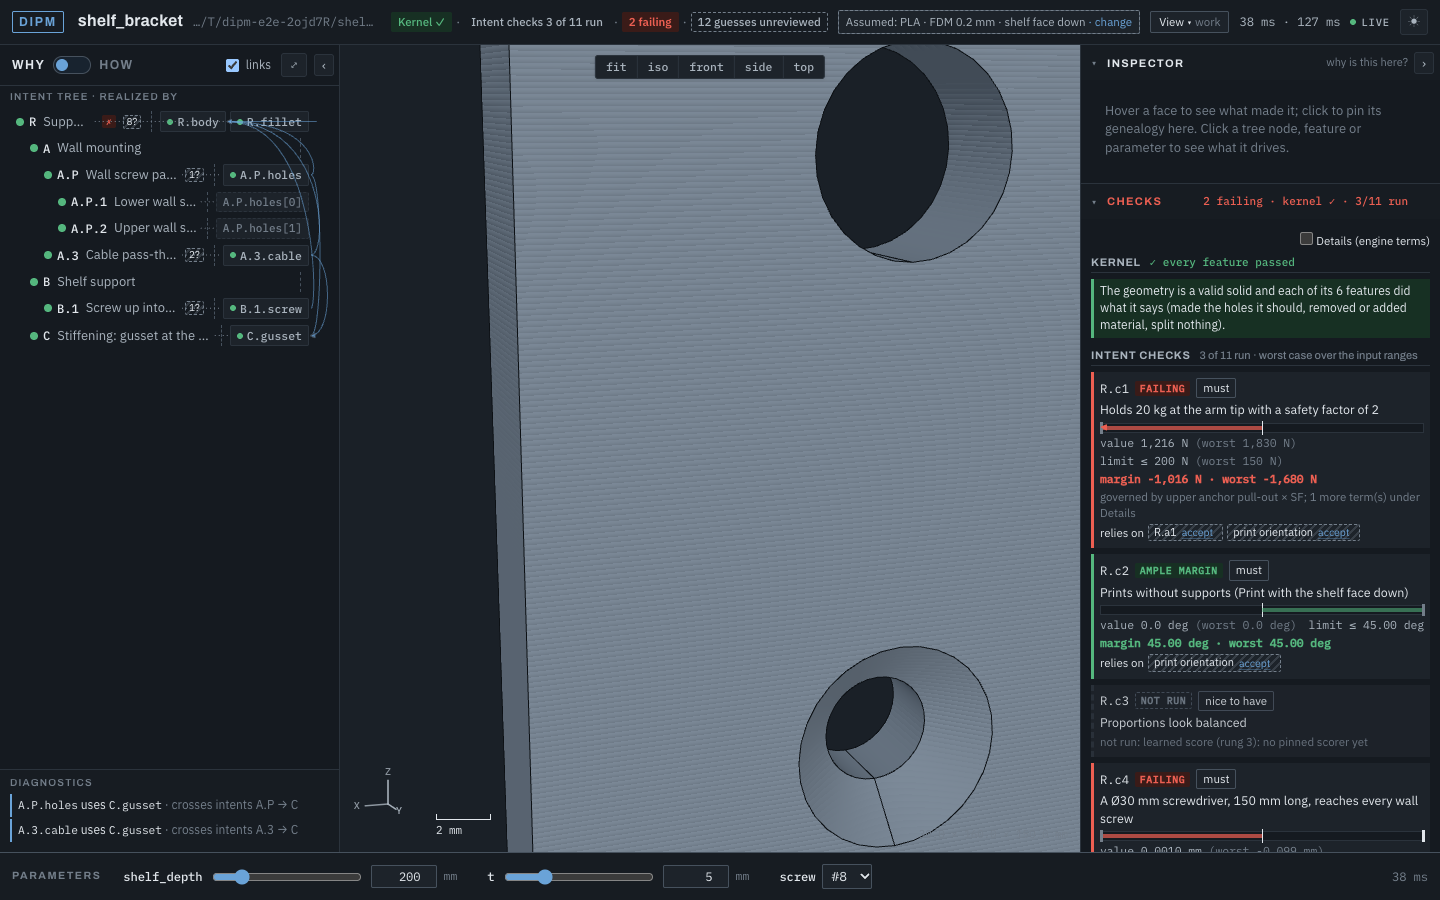 DIPM shelf_bracket …/T/dipm-e2e-2ojd7R/shel… Kernel ✓ · Intent checks 3 of 11 run · 2 failing · 12 guesses unreviewed Assumed: PLA · FDM 0.2 mm · shelf face down · change View • work 38 ms · 127 ms LIVE
WHY HOW links
INTENT TREE · REALIZED BY
R Supp… 8? R.body R.fillet
A Wall mounting
A.P Wall screw pa… 1? A.P.holes
A.P.1 Lower wall s… A.P.holes[0]
A.P.2 Upper wall s… A.P.holes[1]
A.3 Cable pass-th… 2? A.3.cable
B Shelf support
B.1 Screw up into… 1? B.1.screw
C Stiffening: gusset at the … C.gusset
DIAGNOSTICS
A.P.holes uses C.gusset · crosses intents A.P → C
A.3.cable uses C.gusset · crosses intents A.3 → C
fit iso front side top
Z
X Y
2 mm
INSPECTOR why is this here?
Hover a face to see what made it; click to pin its
genealogy here. Click a tree node, feature or
parameter to see what it drives.
CHECKS 2 failing · kernel ✓ · 3/11 run
Details (engine terms)
KERNEL ✓ every feature passed
The geometry is a valid solid and each of its 6 features did
what it says (made the holes it should, removed or added
material, split nothing).
INTENT CHECKS 3 of 11 run · worst case over the input ranges
R.c1 FAILING must
Holds 20 kg at the arm tip with a safety factor of 2
value 1,216 N (worst 1,830 N)
limit ≤ 200 N (worst 150 N)
margin -1,016 N · worst -1,680 N
governed by upper anchor pull-out × SF; 1 more term(s) under
Details
relies on R.a1 accept print orientation accept
R.c2 AMPLE MARGIN must
Prints without supports (Print with the shelf face down)
value 0.0 deg (worst 0.0 deg) limit ≤ 45.00 deg
margin 45.00 deg · worst 45.00 deg
relies on print orientation accept
R.c3 NOT RUN nice to have
Proportions look balanced
not run: learned score (rung 3): no pinned scorer yet
R.c4 FAILING must
A Ø30 mm screwdriver, 150 mm long, reaches every wall
screw
value 0.0010 mm (worst -0.099 mm)
PARAMETERS shelf_depth 200 mm t 5 mm screw #8 38 ms